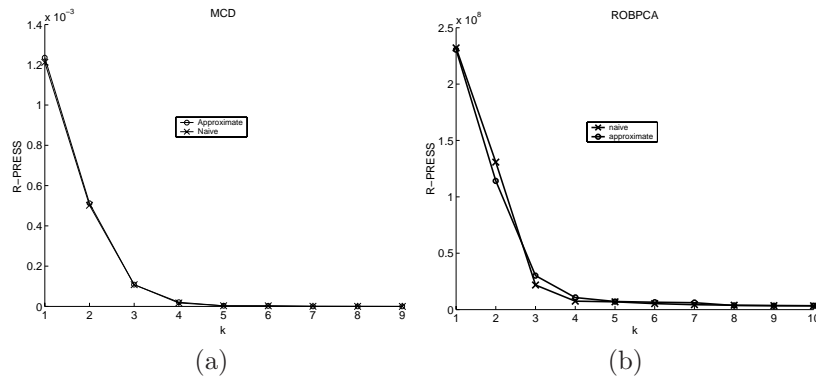 MCD
x 10⁻³
1.4
1.2
1
0.8
0.6
0.4
0.2
0
R−PRESS
Approximate
Naive
1 2 3 4 5 6 7 8 9
k
(a)
ROBPCA
x 10⁸
2.5
2
1.5
1
0.5
0
R−PRESS
naive
approximate
1 2 3 4 5 6 7 8 9 10
k
(b)